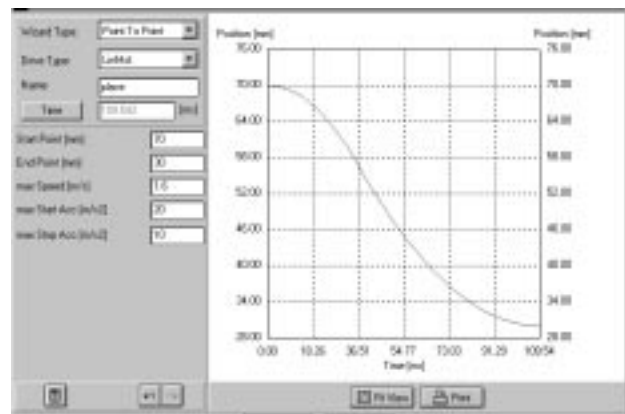 Wizard Type: Point To Point
Drive Type: LinMot
Name
Time [ms]
Start Point [mm] 70
End Point [mm] 30
max Speed [m/s] 1.6
max Start Acc [m/s2] 20
max Stop Acc [m/s2] 10
Position [mm] Position [mm]
76.00 76.00
70.00 70.00
64.00 64.00
58.00 58.00
52.00 52.00
46.00 46.00
40.00 40.00
34.00 34.00
28.00 28.00
0.00 18.26 36.51 54.77 73.00 91.29 109.54
Time [ms]
Fit View Print